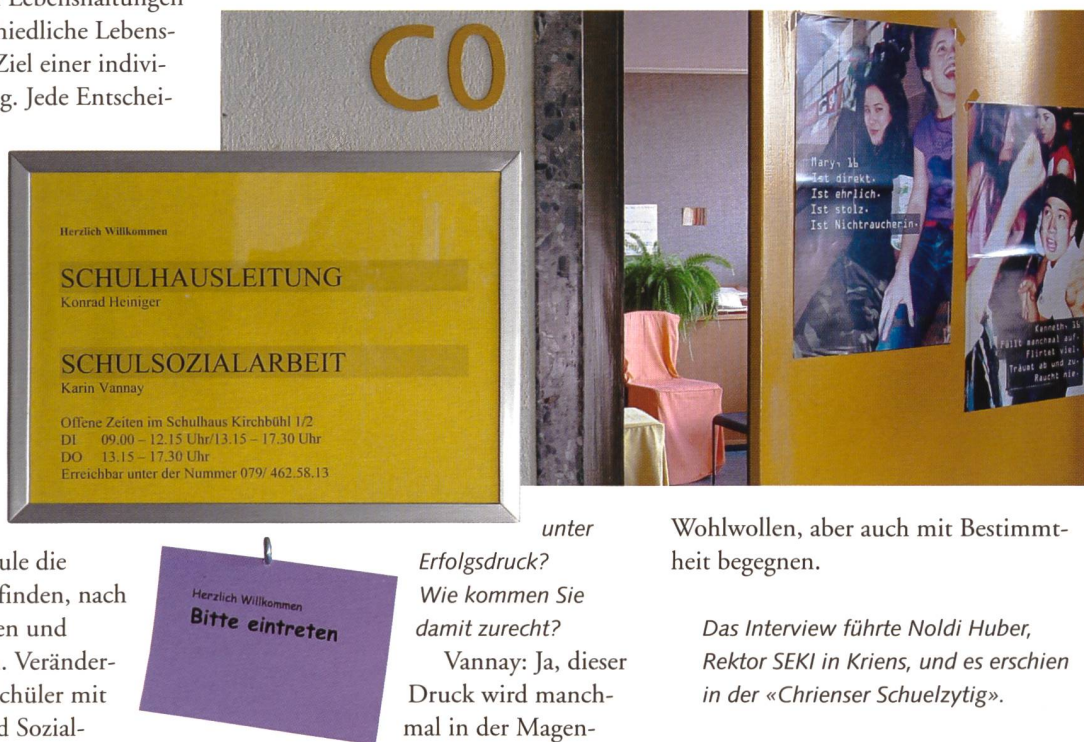 Lebenshaltungen
niedliche Lebens-
Ziel einer indivi-
g. Jede Entschei-
C0
Mary, 16
Ist direkt.
Ist ehrlich.
Ist stolz.
Ist Nichtraucherin.
Kenneth, 16
Fällt manchmal auf.
Flirtet viel.
Träumt ab und zu.
Raucht nie.
Herzlich Willkommen
SCHULHAUSLEITUNG
Konrad Heiniger
SCHULSOZIALARBEIT
Karin Vannay
Offene Zeiten im Schulhaus Kirchbühl 1/2
DI 09.00 – 12.15 Uhr/13.15 – 17.30 Uhr
DO 13.15 – 17.30 Uhr
Erreichbar unter der Nummer 079/ 462.58.13
Herzlich Willkommen
Bitte eintreten
ule die
finden, nach
en und
. Veränder-
chüler mit
d Sozial-
unter
Erfolgsdruck?
Wie kommen Sie
damit zurecht?
Vannay: Ja, dieser
Druck wird manch-
mal in der Magen-
Wohlwollen, aber auch mit Bestimmt-
heit begegnen.
Das Interview führte Noldi Huber,
Rektor SEKI in Kriens, und es erschien
in der «Chrienser Schuelzytig».